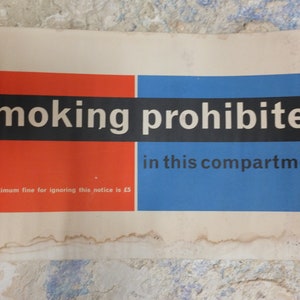 moking prohibite
in this compartm
imum fine for ignoring this notice is £5